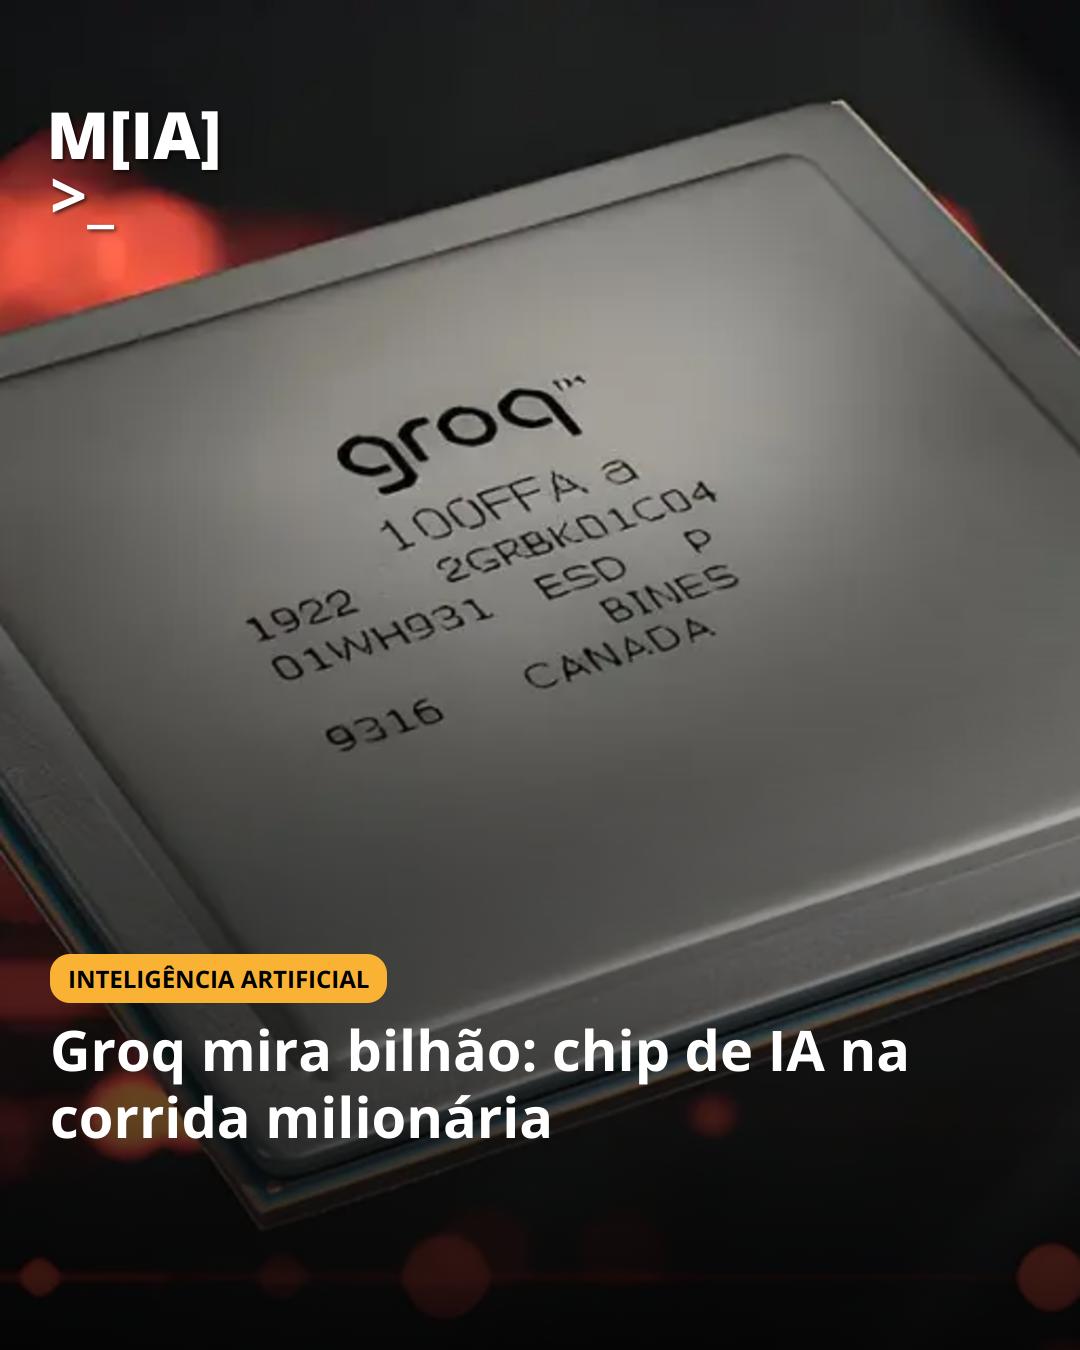 M[IA]
>_
groq™
100FFA a
1922 2GRBK01C04
01WH931 ESD P
BINES
9316 CANADA
INTELIGÊNCIA ARTIFICIAL
Groq mira bilhão: chip de IA na
corrida milionária